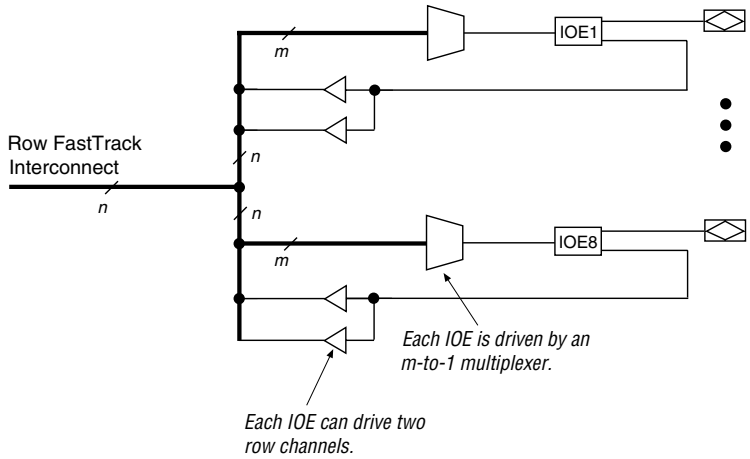 m
IOE1
n
Row FastTrack
Interconnect
n
n
m
IOE8
Each IOE is driven by an
m-to-1 multiplexer.
Each IOE can drive two
row channels.